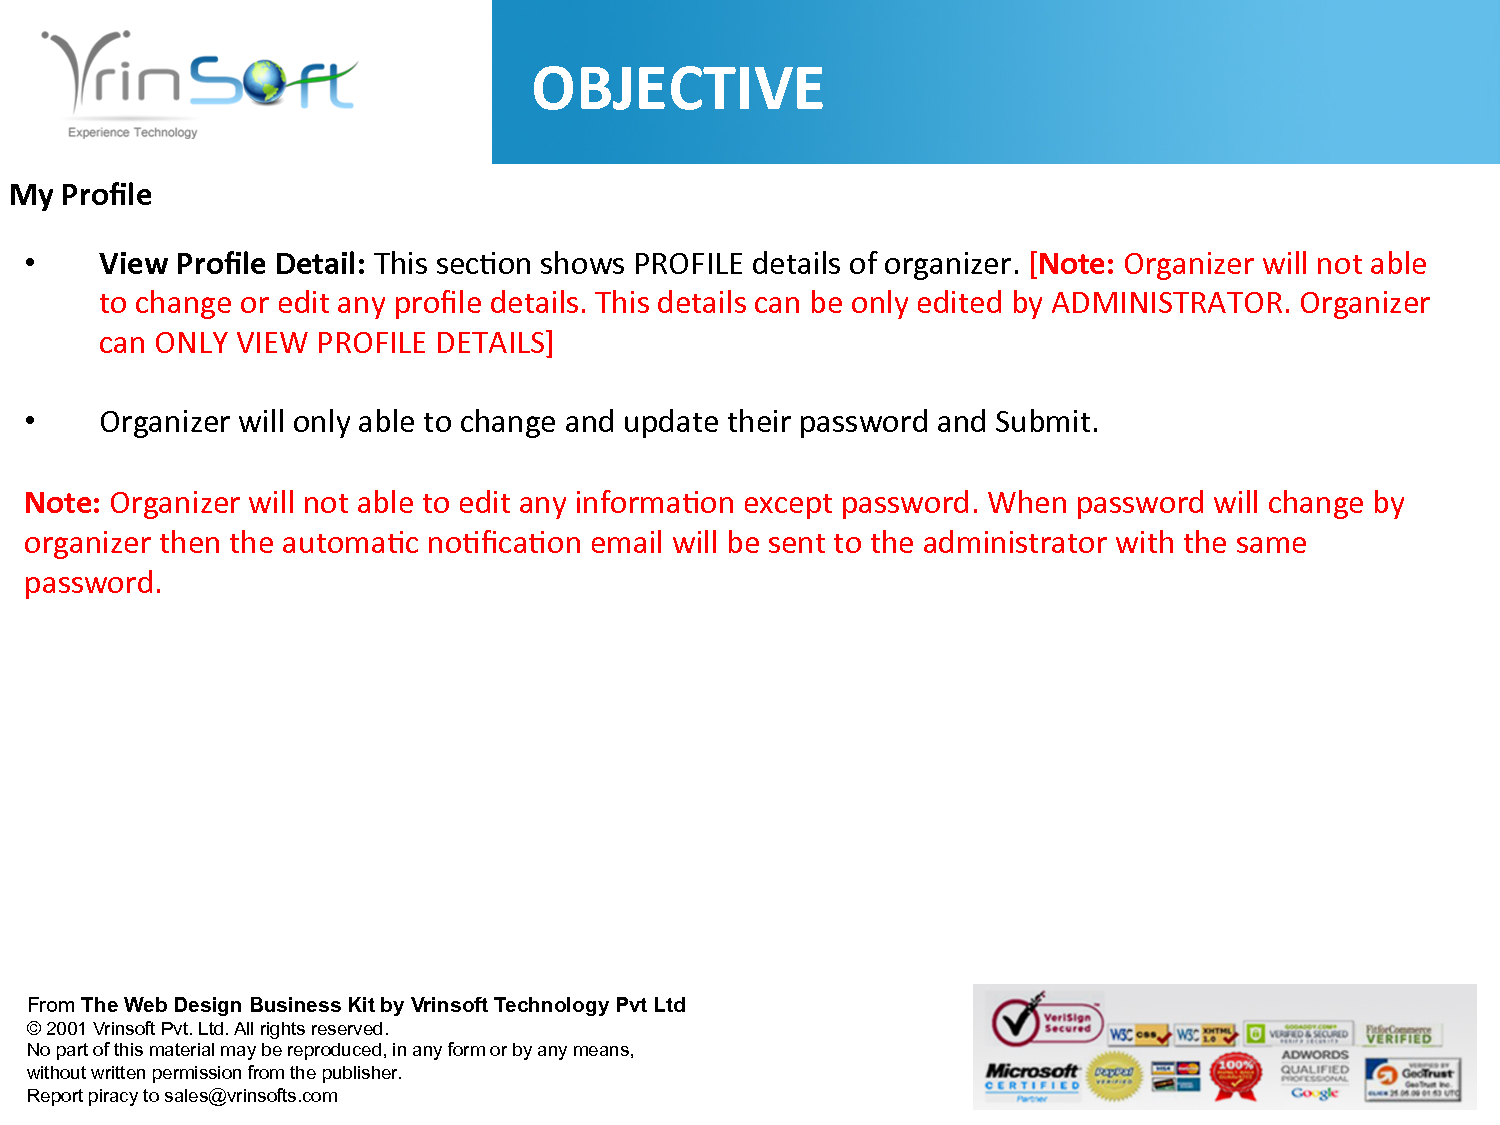 VrinSoft
Experience Technology
OBJECTIVE
My Profile
• View Profile Detail: This section shows PROFILE details of organizer. [Note: Organizer will not able
to change or edit any profile details. This details can be only edited by ADMINISTRATOR. Organizer
can ONLY VIEW PROFILE DETAILS]
• Organizer will only able to change and update their password and Submit.
Note: Organizer will not able to edit any information except password. When password will change by
organizer then the automatic notification email will be sent to the administrator with the same
password.
From The Web Design Business Kit by Vrinsoft Technology Pvt Ltd
© 2001 Vrinsoft Pvt. Ltd. All rights reserved.
No part of this material may be reproduced, in any form or by any means,
without written permission from the publisher.
Report piracy to sales@vrinsofts.com
VeriSign
Secured
W3C CSS
W3C XHTML 1.0
VERIFIED & SECURED
FitforCommerce
VERIFIED
Microsoft
CERTIFIED
Partner
PayPal
VERIFIED
100%
ADWORDS
QUALIFIED
PROFESSIONAL
Google
VERIFIED BY
GeoTrust
GeoTrust Inc.